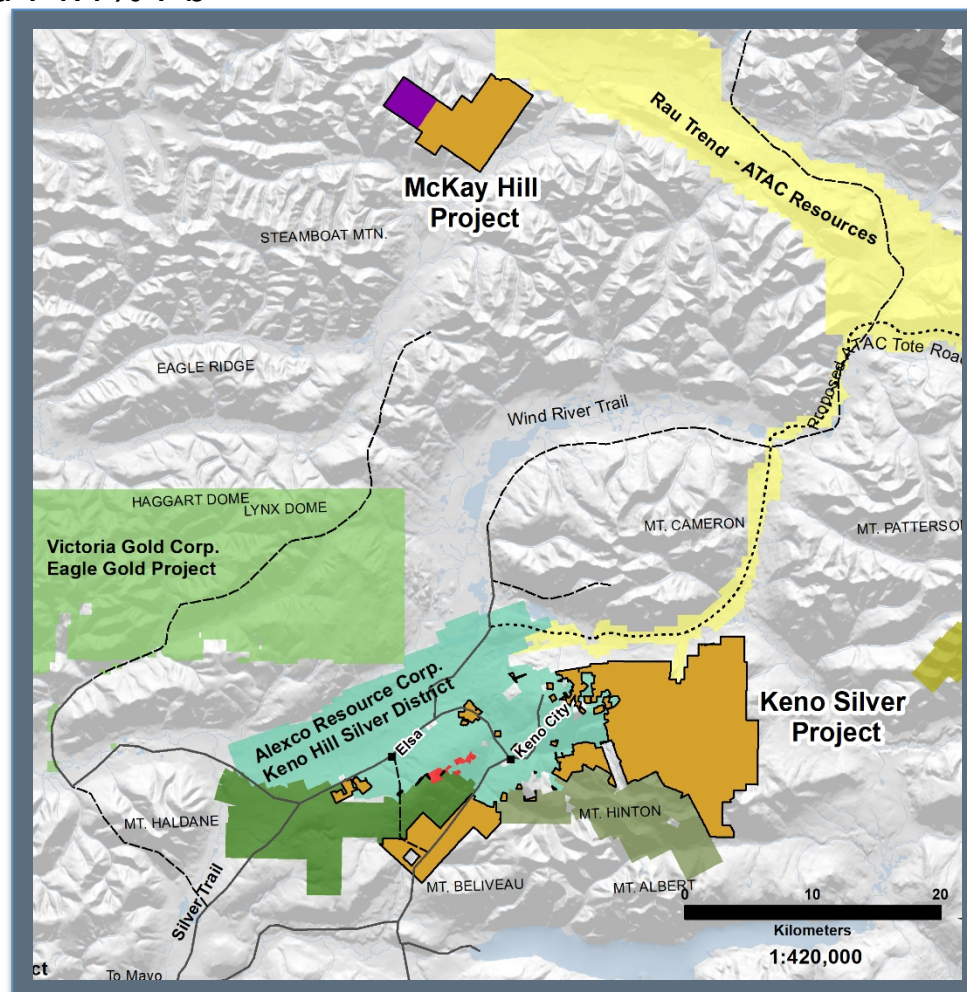 McKay Hill
Project
Rau Trend - ATAC Resources
STEAMBOAT MTN.
EAGLE RIDGE
Proposed ATAC Tote Roa
Wind River Trail
HAGGART DOME
LYNX DOME
MT. CAMERON
MT. PATTERSON
Victoria Gold Corp.
Eagle Gold Project
Alexco Resource Corp.
Keno Hill Silver District
Elsa
Keno City
Keno Silver
Project
MT. HALDANE
MT. HINTON
MT. BELIVEAU
MT. ALBERT
Silver Trail
0 10 20
Kilometers
1:420,000
ct
To Mayo